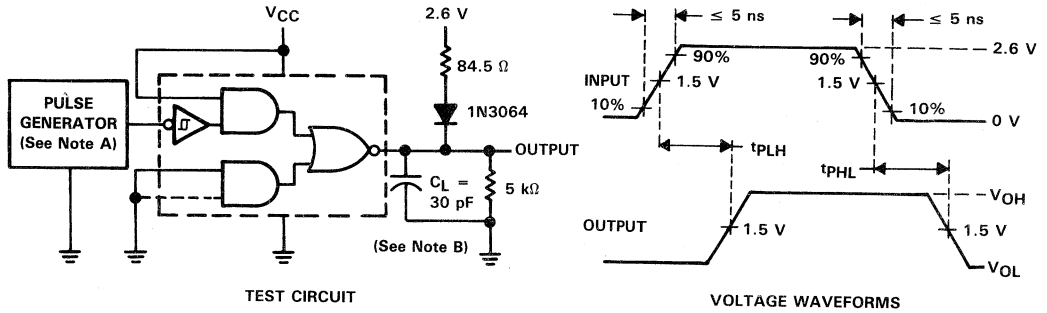 VCC
2.6 V
84.5 Ω
1N3064
PULSE
GENERATOR
(See Note A)
OUTPUT
CL =
30 pF
5 kΩ
(See Note B)
TEST CIRCUIT
≤ 5 ns
≤ 5 ns
2.6 V
90%
90%
INPUT
1.5 V
1.5 V
10%
10%
0 V
tPLH
tPHL
VOH
OUTPUT
1.5 V
1.5 V
VOL
VOLTAGE WAVEFORMS